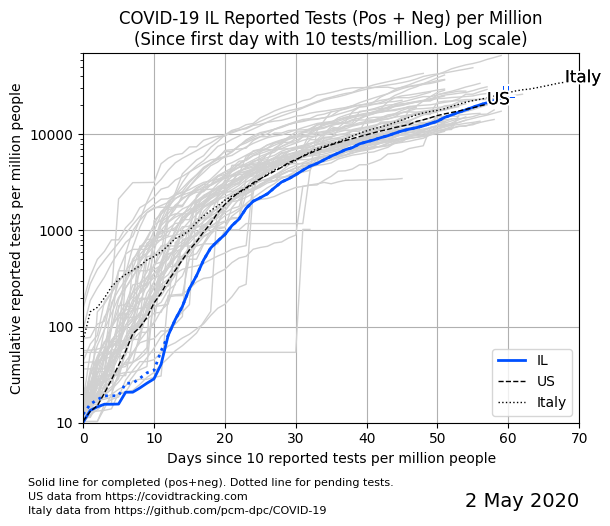 COVID-19 IL Reported Tests (Pos + Neg) per Million
(Since first day with 10 tests/million. Log scale)
Cumulative reported tests per million people
10000
1000
100
10
Italy
US
IL
US
Italy
0 10 20 30 40 50 60 70
Days since 10 reported tests per million people
Solid line for completed (pos+neg). Dotted line for pending tests.
US data from https://covidtracking.com
Italy data from https://github.com/pcm-dpc/COVID-19
2 May 2020